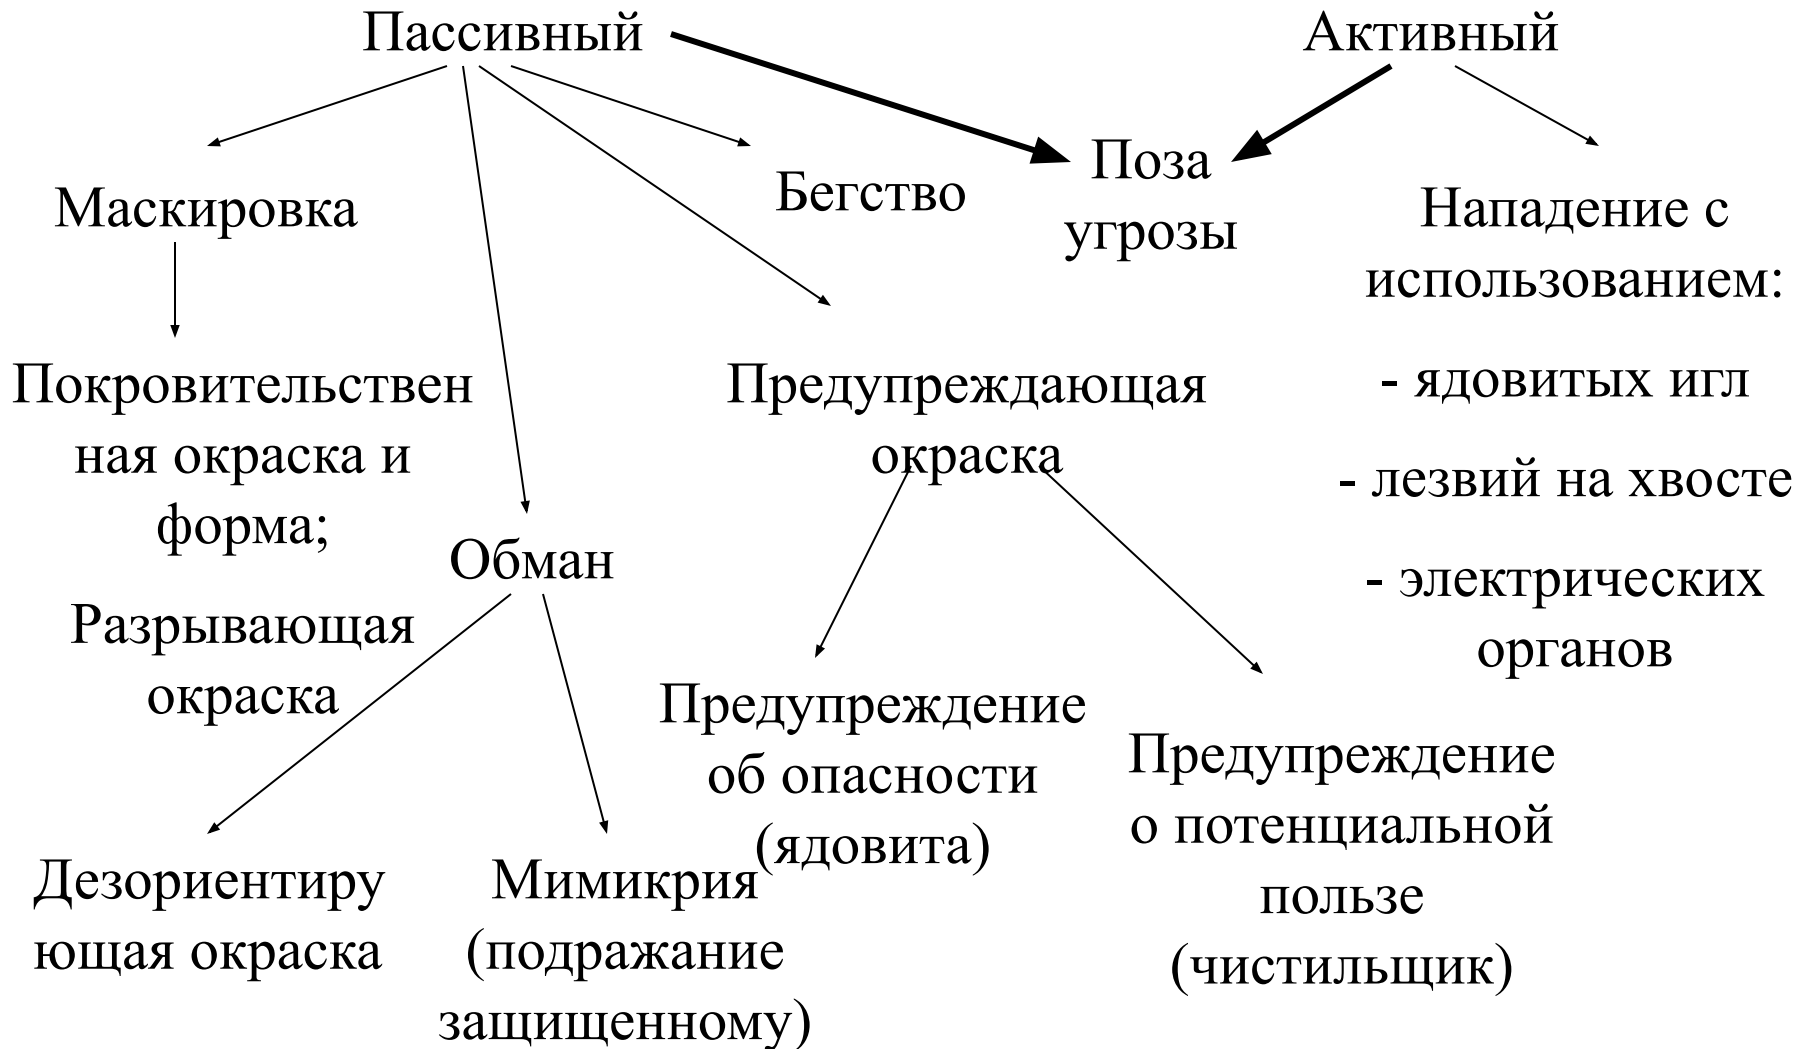 Пассивный
Активный
Маскировка
Бегство
Поза
угрозы
Нападение с
использованием:
- ядовитых игл
- лезвий на хвосте
- электрических
органов
Покровительствен
ная окраска и
форма;
Разрывающая
окраска
Обман
Предупреждающая
окраска
Предупреждение
об опасности
(ядовита)
Предупреждение
о потенциальной
пользе
(чистильщик)
Дезориентиру
ющая окраска
Мимикрия
(подражание
защищенному)